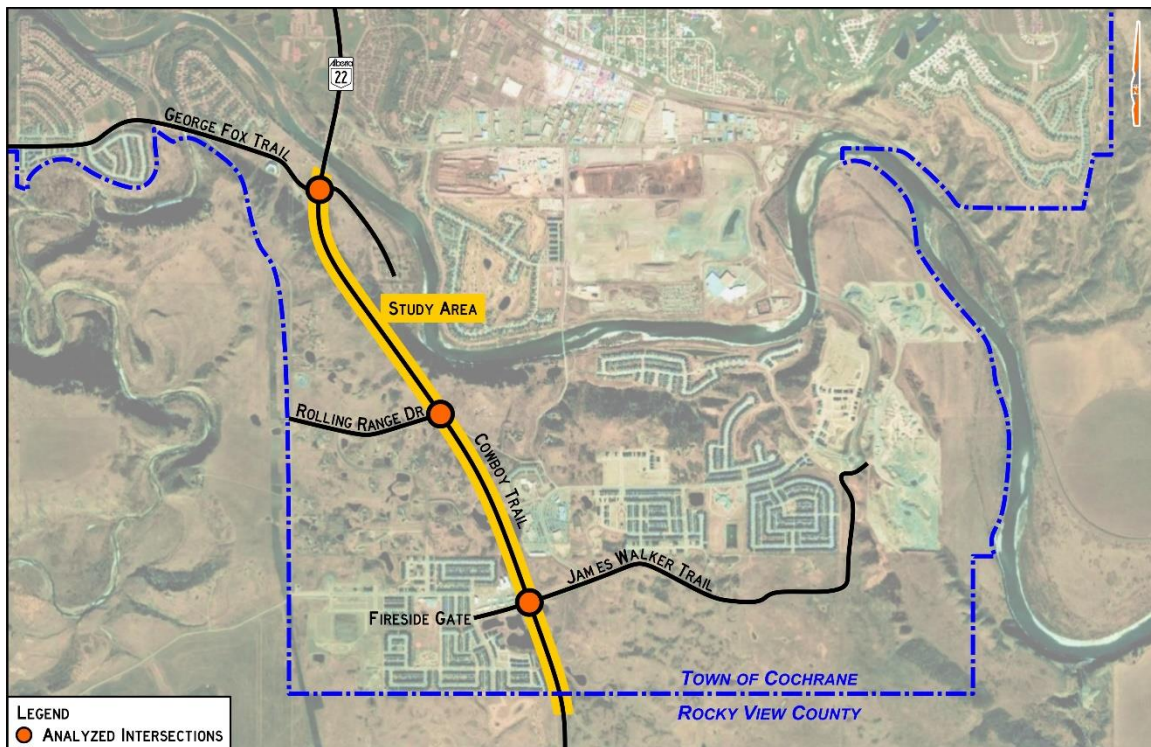 Alberta
22
GEORGE FOX TRAIL
STUDY AREA
ROLLING RANGE DR
COWBOY TRAIL
JAMES WALKER TRAIL
FIRESIDE GATE
TOWN OF COCHRANE
ROCKY VIEW COUNTY
LEGEND
ANALYZED INTERSECTIONS